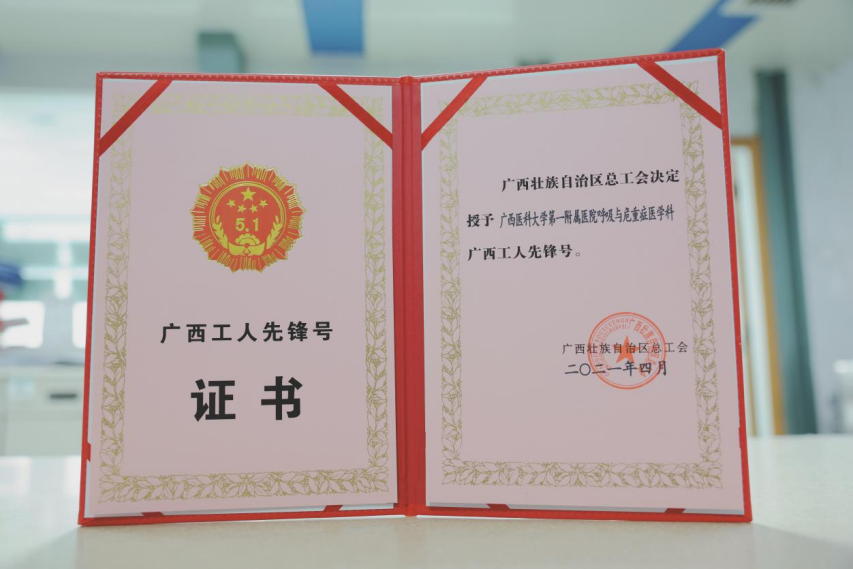 5.1
广西工人先锋号
证书
广西壮族自治区总工会决定
授予 广西医科大学第一附属医院呼吸与危重症医学科
广西工人先锋号。
广西壮族自治区总工会
二〇二一年四月